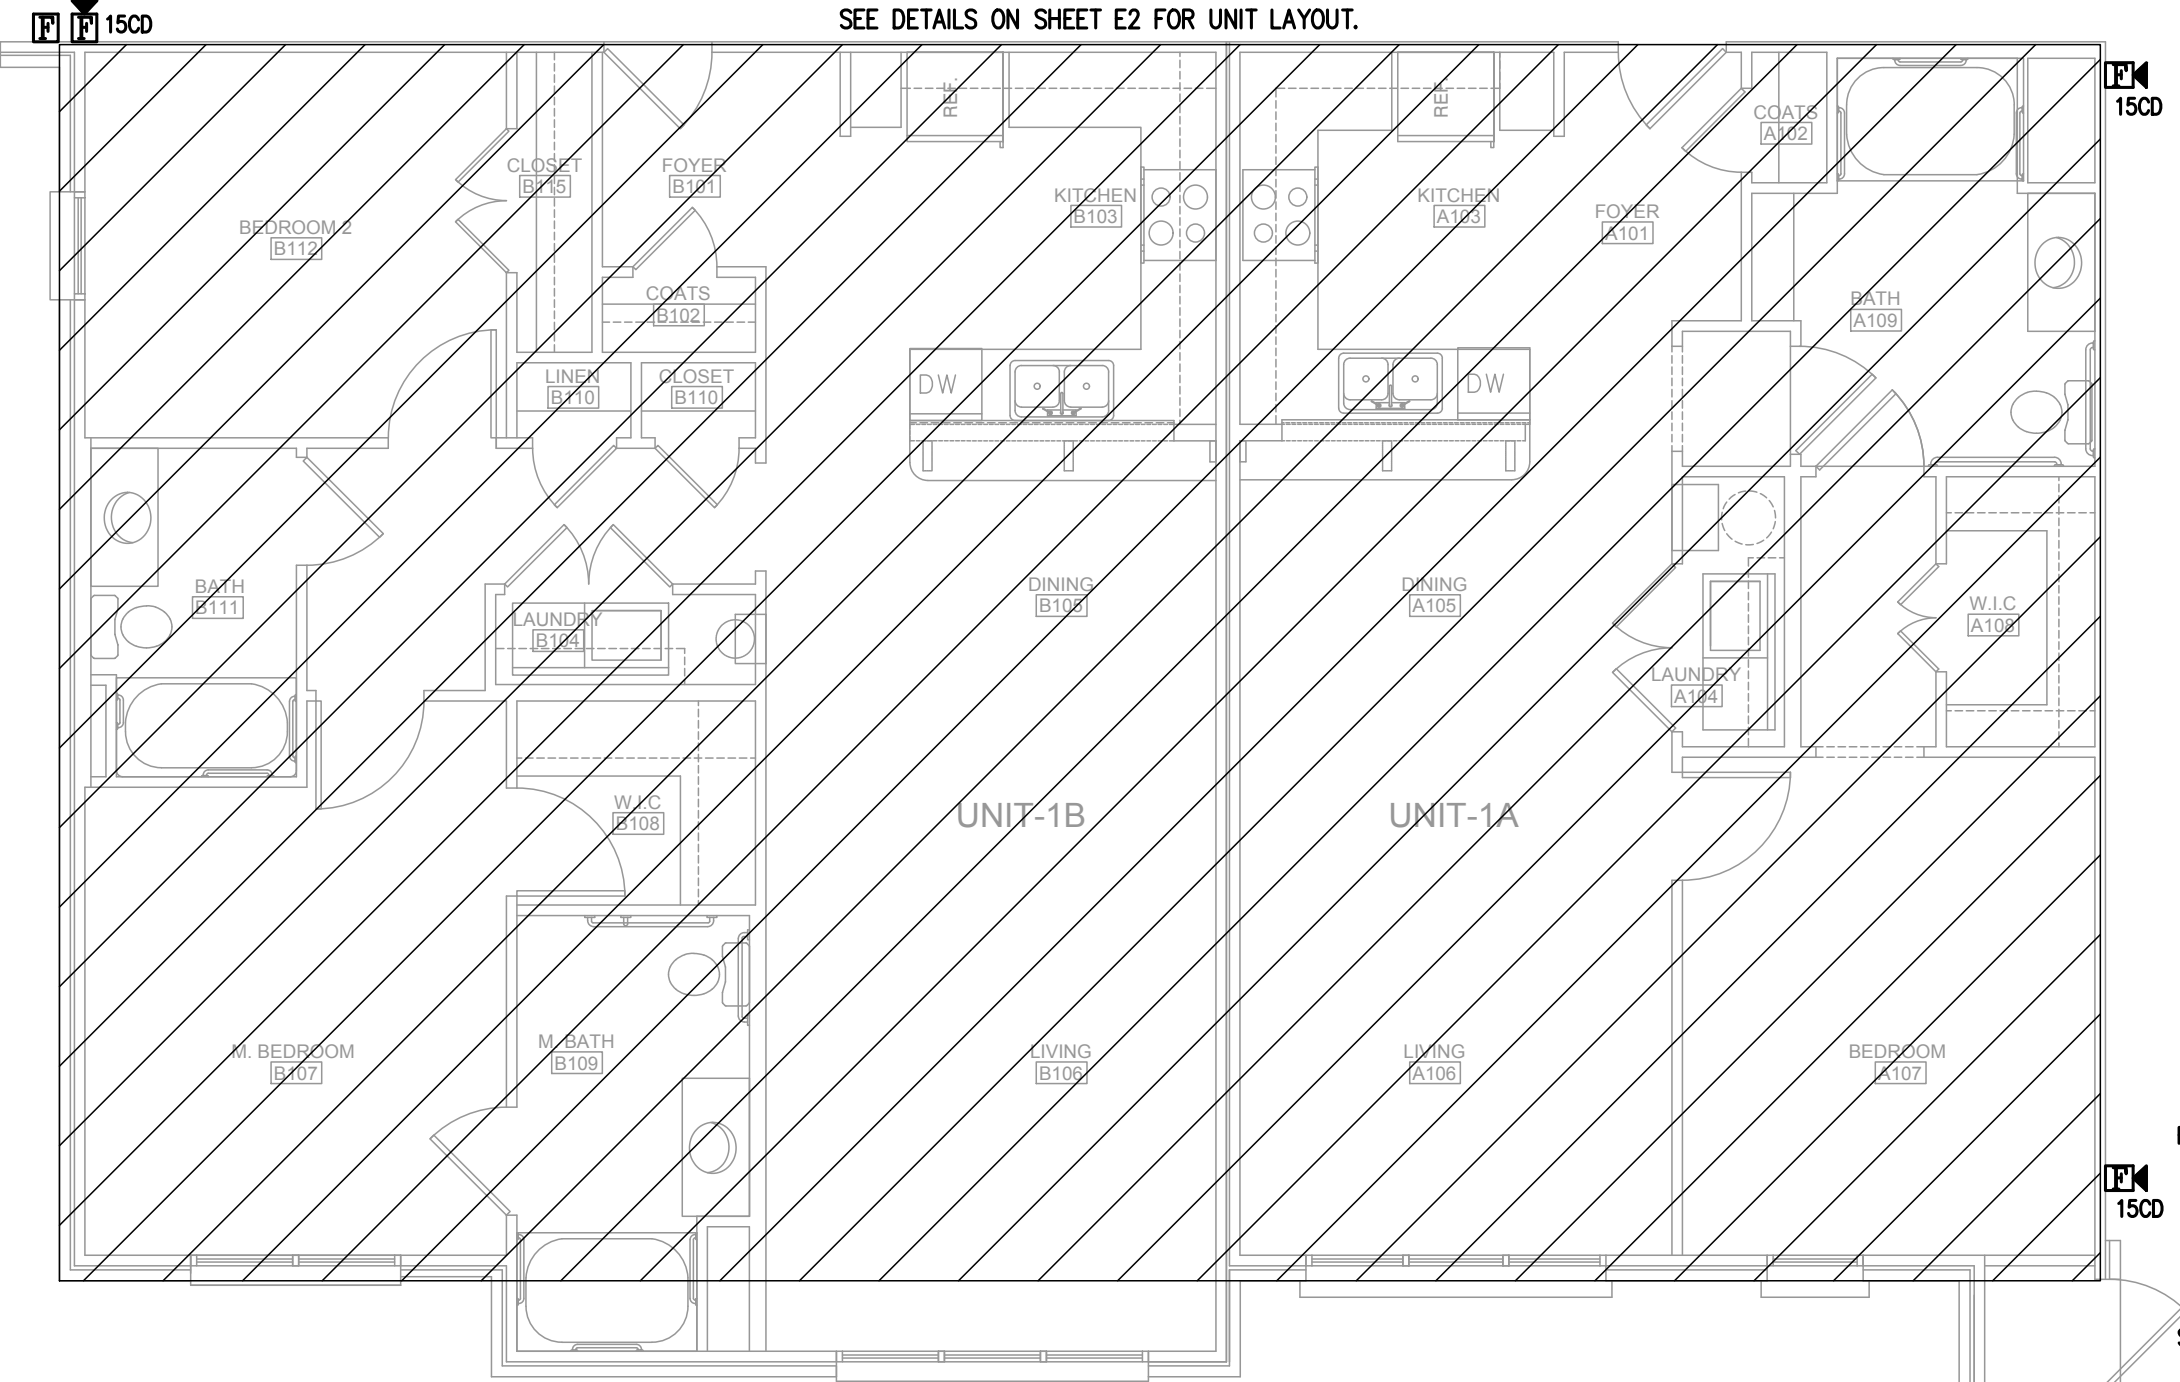 SEE DETAILS ON SHEET E2 FOR UNIT LAYOUT.
F F 15CD
F
15CD
REF.
REF.
COATS
A102
CLOSET
B115
FOYER
B101
KITCHEN
B103
KITCHEN
A103
FOYER
A101
BEDROOM 2
B112
COATS
B102
BATH
A109
LINEN
B110
CLOSET
B110
DW
DW
BATH
B111
LAUNDRY
B104
DINING
B105
DINING
A105
W.I.C
A108
LAUNDRY
A104
W.I.C
B108
UNIT-1B
UNIT-1A
M. BEDROOM
B107
M. BATH
B109
LIVING
B106
LIVING
A106
BEDROOM
A107
F
15CD